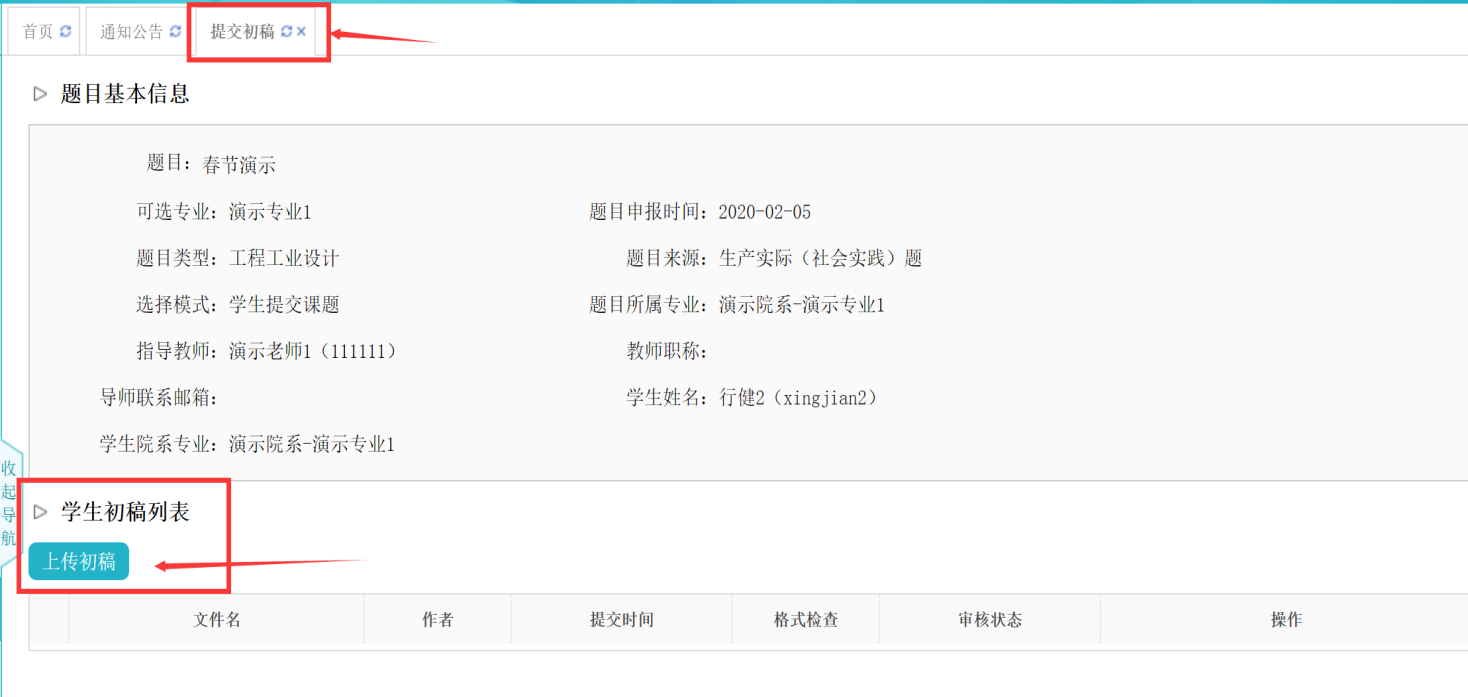 首页 通知公告 提交初稿
题目基本信息
题目：春节演示
可选专业：演示专业1 题目申报时间：2020-02-05
题目类型：工程工业设计 题目来源：生产实际（社会实践）题
选择模式：学生提交课题 题目所属专业：演示院系-演示专业1
指导教师：演示老师1（111111） 教师职称：
导师联系邮箱： 学生姓名：行健2（xingjian2）
学生院系专业：演示院系-演示专业1
收起导航
学生初稿列表
上传初稿
文件名 作者 提交时间 格式检查 审核状态 操作